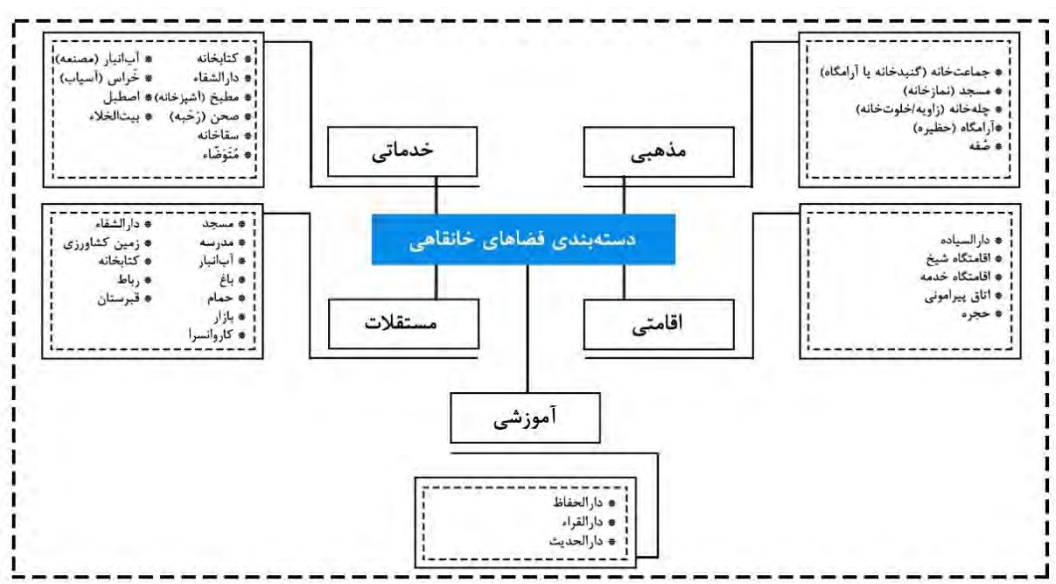 مذهبی
* جماعت‌خانه (گنبدخانه یا آرامگاه)
* مسجد (نمازخانه)
* چله‌خانه (زاویه/خلوت‌خانه)
* آرامگاه (حظیره)
* صُفه
خدماتی
* کتابخانه
* دارالشفاء
* مطبخ (آشپزخانه)
* صحن (رَحبه)
* سقاخانه
* مُتَوَضّاء
* آب‌انبار (مصنعه)
* خَراس (آسیاب)
* اصطبل
* بیت‌الخلاء
دسته‌بندی فضاهای خانقاهی
اقامتی
* دارالسیاده
* اقامتگاه شیخ
* اقامتگاه خدمه
* اتاق پیرامونی
* حجره
مستقلات
* مسجد
* مدرسه
* آب‌انبار
* باغ
* حمام
* بازار
* کاروانسرا
* دارالشفاء
* زمین کشاورزی
* کتابخانه
* رباط
* قبرستان
آموزشی
* دارالحفاظ
* دارالقراء
* دارالحدیث